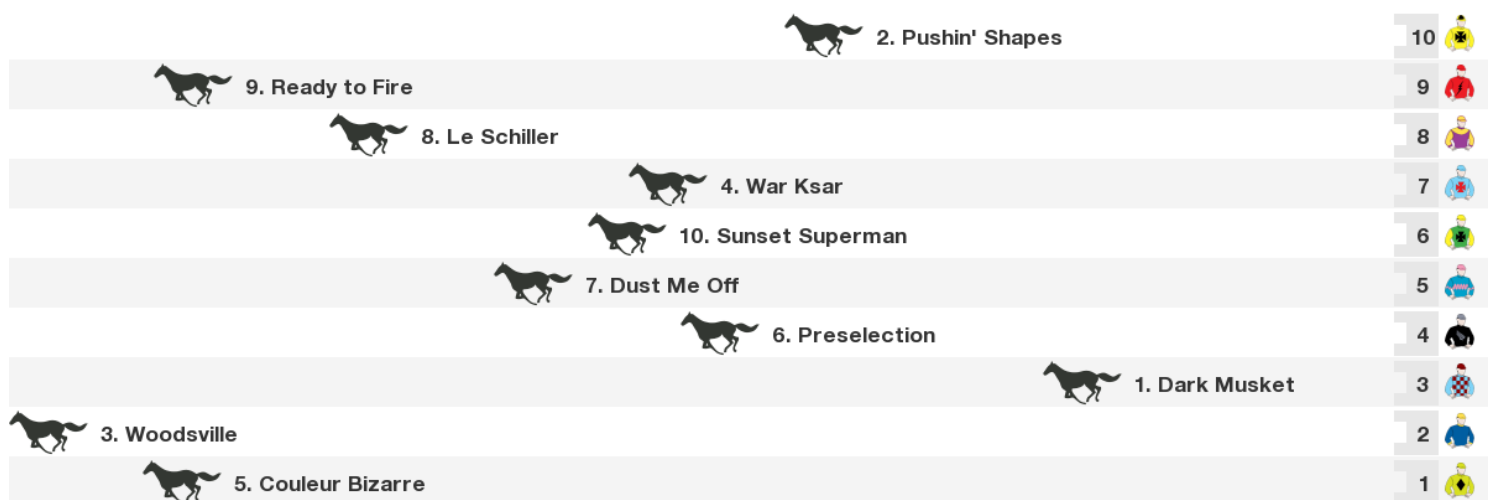 2. Pushin' Shapes 10
9. Ready to Fire 9
8. Le Schiller 8
4. War Ksar 7
10. Sunset Superman 6
7. Dust Me Off 5
6. Preselection 4
1. Dark Musket 3
3. Woodsville 2
5. Couleur Bizarre 1